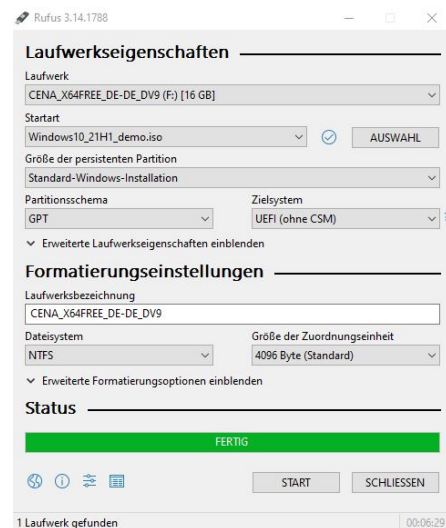 Rufus 3.14.1788
Laufwerkseigenschaften
Laufwerk
CENA_X64FREE_DE-DE_DV9 (F:) [16 GB]
Startart
Windows10_21H1_demo.iso
AUSWAHL
Größe der persistenten Partition
Standard-Windows-Installation
Partitionsschema Zielsystem
GPT UEFI (ohne CSM)
Erweiterte Laufwerkseigenschaften einblenden
Formatierungseinstellungen
Laufwerksbezeichnung
CENA_X64FREE_DE-DE_DV9
Dateisystem Größe der Zuordnungseinheit
NTFS 4096 Byte (Standard)
Erweiterte Formatierungsoptionen einblenden
Status
FERTIG
START SCHLIESSEN
1 Laufwerk gefunden 00:06:29